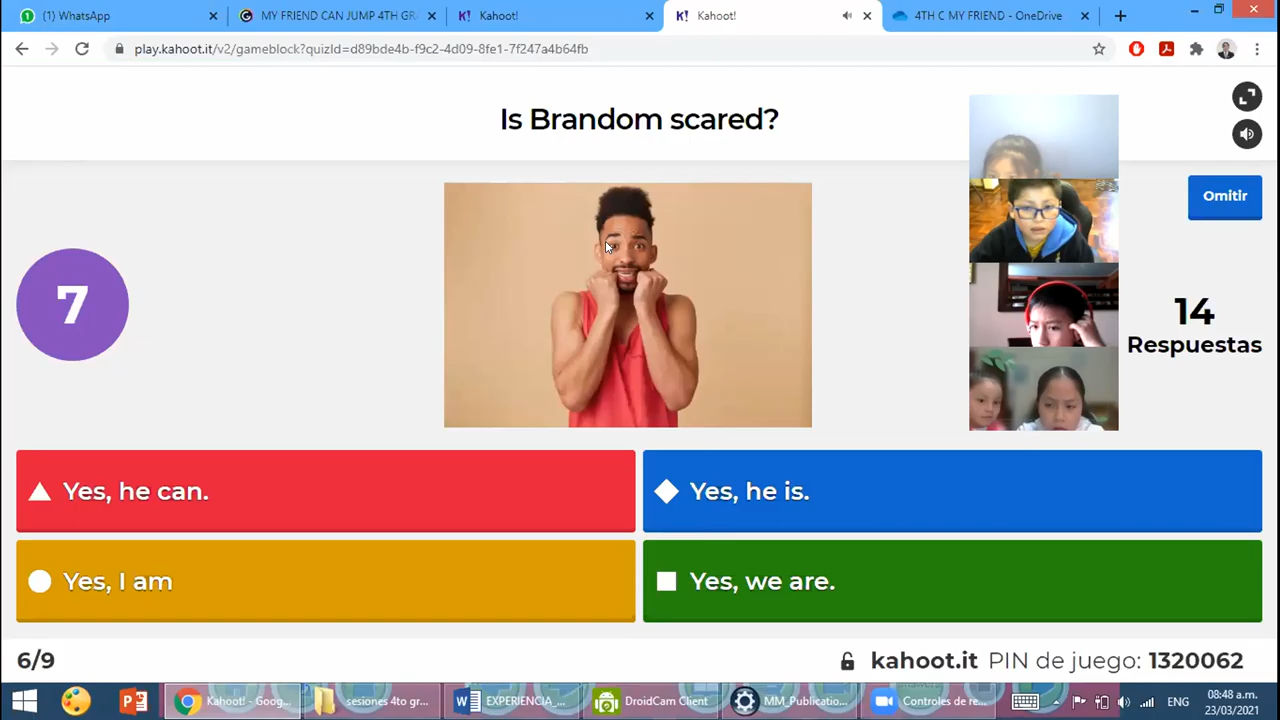 (1) WhatsApp
MY FRIEND CAN JUMP 4TH GR
Kahoot!
Kahoot!
4TH C MY FRIEND - OneDrive
play.kahoot.it/v2/gameblock?quizId=d89bde4b-f9c2-4d09-8fe1-7f247a4b64fb
Is Brandom scared?
Omitir
7
14
Respuestas
Yes, he can.
Yes, he is.
Yes, I am
Yes, we are.
6/9
kahoot.it PIN de juego: 1320062
Kahoot! - Goog...
sesiones 4to gr...
EXPERIENCIA_...
DroidCam Client
MM_Publicatio...
Controles de re...
ENG
08:48 a.m.
23/03/2021